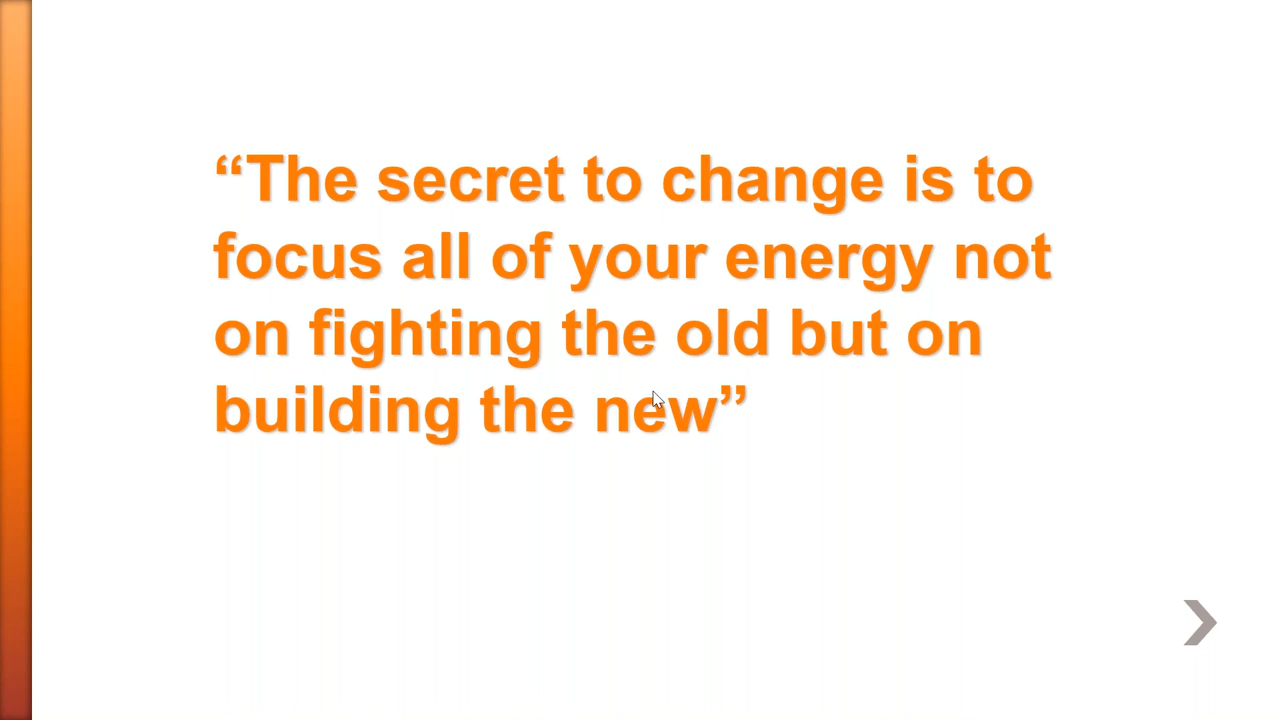 “The secret to change is to
focus all of your energy not
on fighting the old but on
building the new”